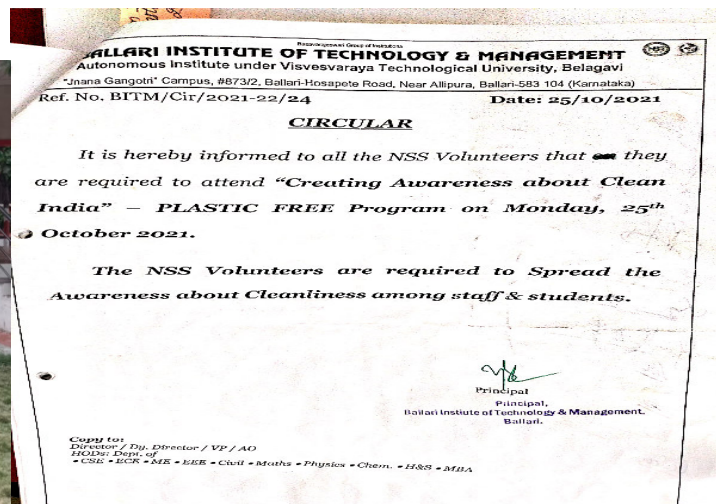 Basavarajeswari Group of Institutions
BALLARI INSTITUTE OF TECHNOLOGY & MANAGEMENT
Autonomous Institute under Visvesvaraya Technological University, Belagavi
"Jnana Gangotri" Campus, #873/2, Ballari-Hosapete Road, Near Allipura, Ballari-583 104 (Karnataka)
Ref. No. BITM/Cir/2021-22/24 Date: 25/10/2021
CIRCULAR
It is hereby informed to all the NSS Volunteers that they
are required to attend "Creating Awareness about Clean
India" – PLASTIC FREE Program on Monday, 25th
October 2021.
The NSS Volunteers are required to Spread the
Awareness about Cleanliness among staff & students.
Principal
Principal,
Ballari Institute of Technology & Management,
Ballari.
Copy to:
Director / Dy. Director / VP / AO
HODs: Dept. of
• CSE • ECE • ME • EEE • Civil • Maths • Physics • Chem. • H&S • MBA